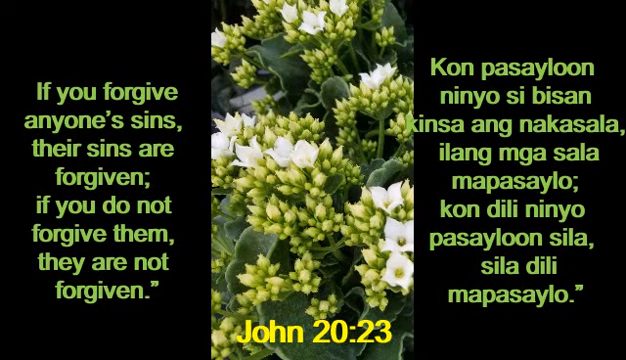 If you forgive
anyone's sins,
their sins are
forgiven;
if you do not
forgive them,
they are not
forgiven.”
Kon pasayloon
ninyo si bisan
kinsa ang nakasala,
ilang mga sala
mapasaylo;
kon dili ninyo
pasayloon sila,
sila dili
mapasaylo.”
John 20:23